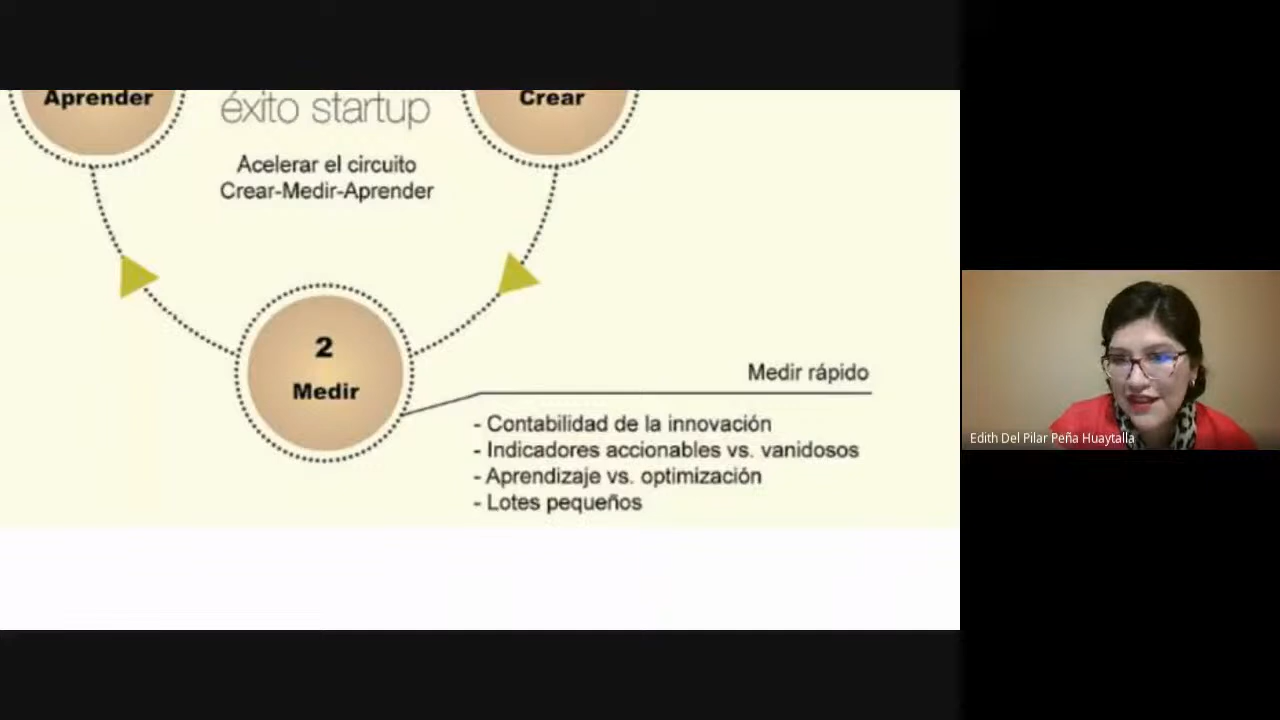 Aprender
Crear
éxito startup
Acelerar el circuito
Crear-Medir-Aprender
2
Medir
Medir rápido
- Contabilidad de la innovación
- Indicadores accionables vs. vanidosos
- Aprendizaje vs. optimización
- Lotes pequeños
Edith Del Pilar Peña Huaytalla